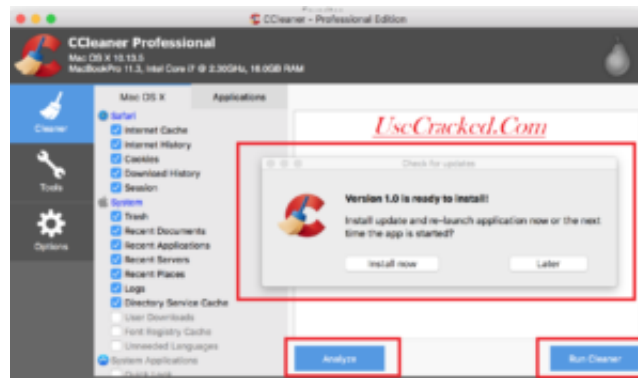 CCleaner - Professional Edition
CCleaner Professional
Mac OS X 10.13.5
MacBookPro 11.3, Intel Core i7 @ 2.30GHz, 16.0GB RAM
Mac OS X
Applications
Cleaner
Tools
Options
Safari
Internet Cache
Internet History
Cookies
Download History
Session
System
Trash
Recent Documents
Recent Applications
Recent Servers
Recent Places
Logs
Directory Service Cache
User Downloads
Font Registry Cache
Unneeded Languages
System Applications
Quick Look
UseCracked.Com
Check for updates
Version 1.0 is ready to install!
Install update and re-launch application now or the next
time the app is started?
Install now
Later
Analyze
Run Cleaner